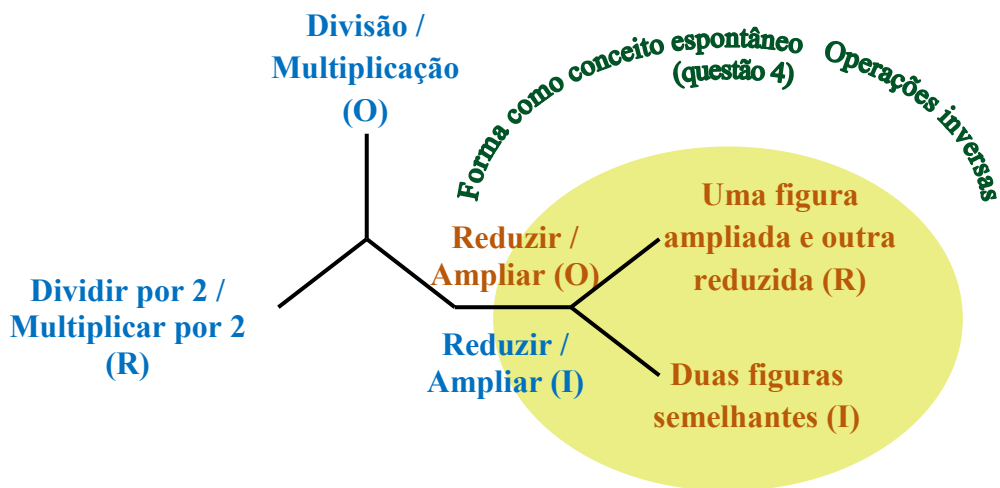 Divisão /
Multiplicação
(O)
Forma como conceito espontâneo
(questão 4)
Operações inversas
Uma figura
ampliada e outra
reduzida (R)
Reduzir /
Ampliar (O)
Dividir por 2 /
Multiplicar por 2
(R)
Reduzir /
Ampliar (I)
Duas figuras
semelhantes (I)